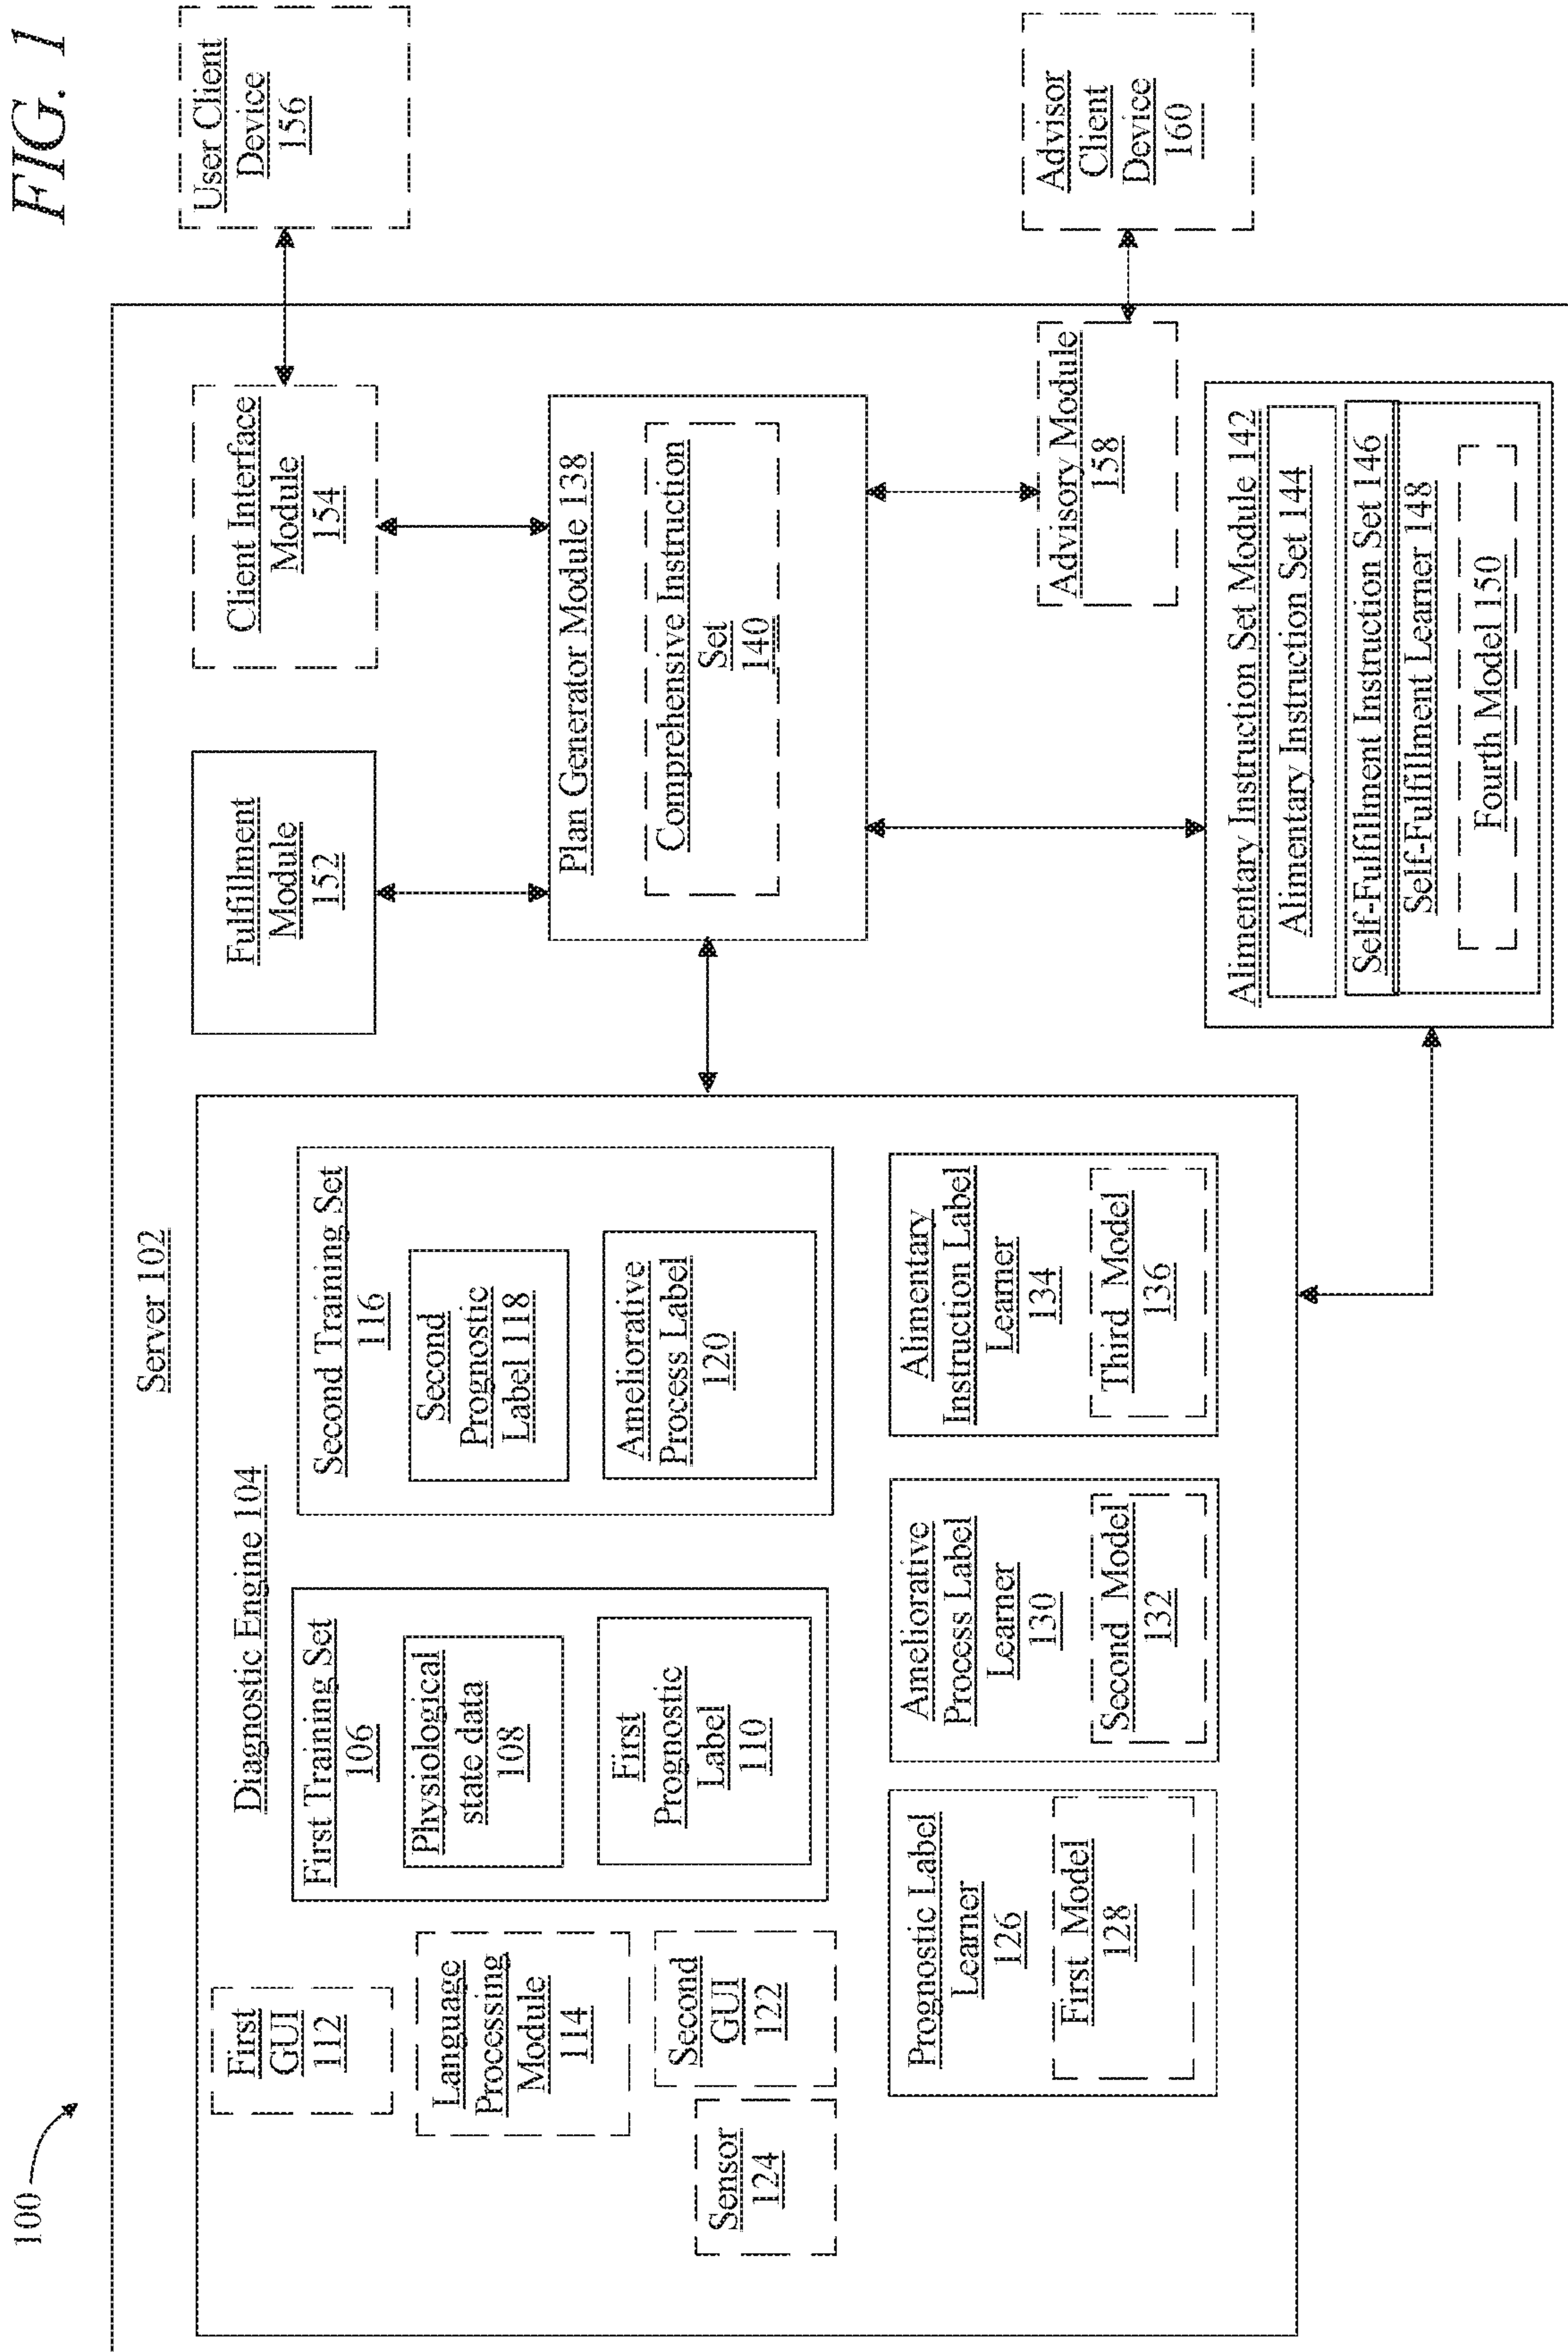 FIG. 1
100
Server 102
Diagnostic Engine 104
First
GUI
112
Language
Processing
Module
114
Second
GUI
122
Sensor
124
First Training Set
106
Physiological
state data
108
First
Prognostic
Label
110
Second Training Set
116
Second
Prognostic
Label 118
Ameliorative
Process Label
120
Prognostic Label
Learner
126
First Model
128
Ameliorative
Process Label
Learner
130
Second Model
132
Alimentary
Instruction Label
Learner
134
Third Model
136
Fulfillment
Module
152
Client Interface
Module
154
User Client
Device
156
Plan Generator Module 138
Comprehensive Instruction
Set
140
Advisory Module
158
Advisor
Client
Device
160
Alimentary Instruction Set Module 142
Alimentary Instruction Set 144
Self-Fulfillment Instruction Set 146
Self-Fulfillment Learner 148
Fourth Model 150